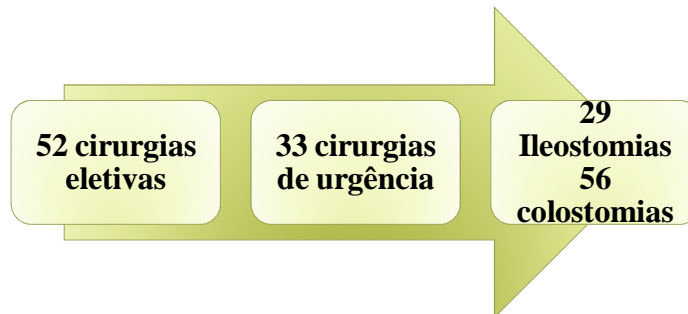 52 cirurgias
eletivas
33 cirurgias
de urgência
29
Ileostomias
56
colostomias